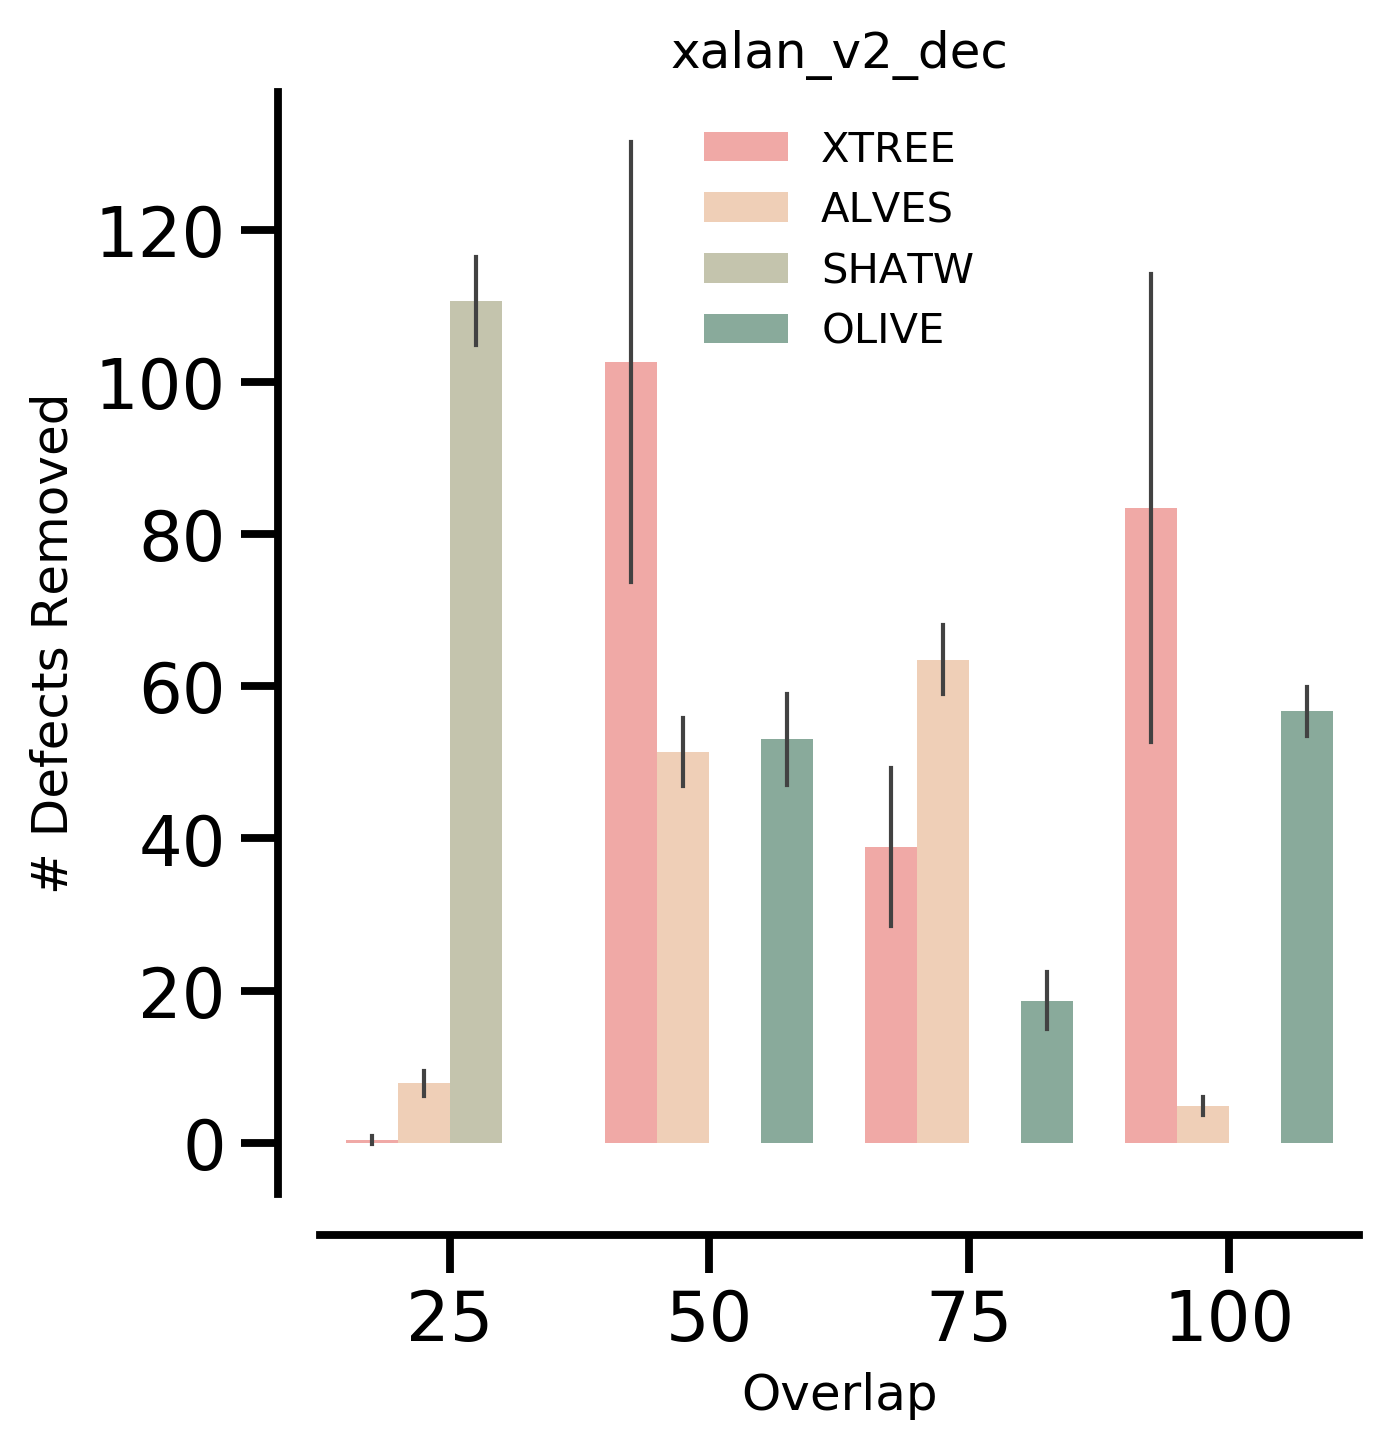 xalan_v2_dec
XTREE
ALVES
SHATW
OLIVE
# Defects Removed
120
100
80
60
40
20
0
25 50 75 100
Overlap